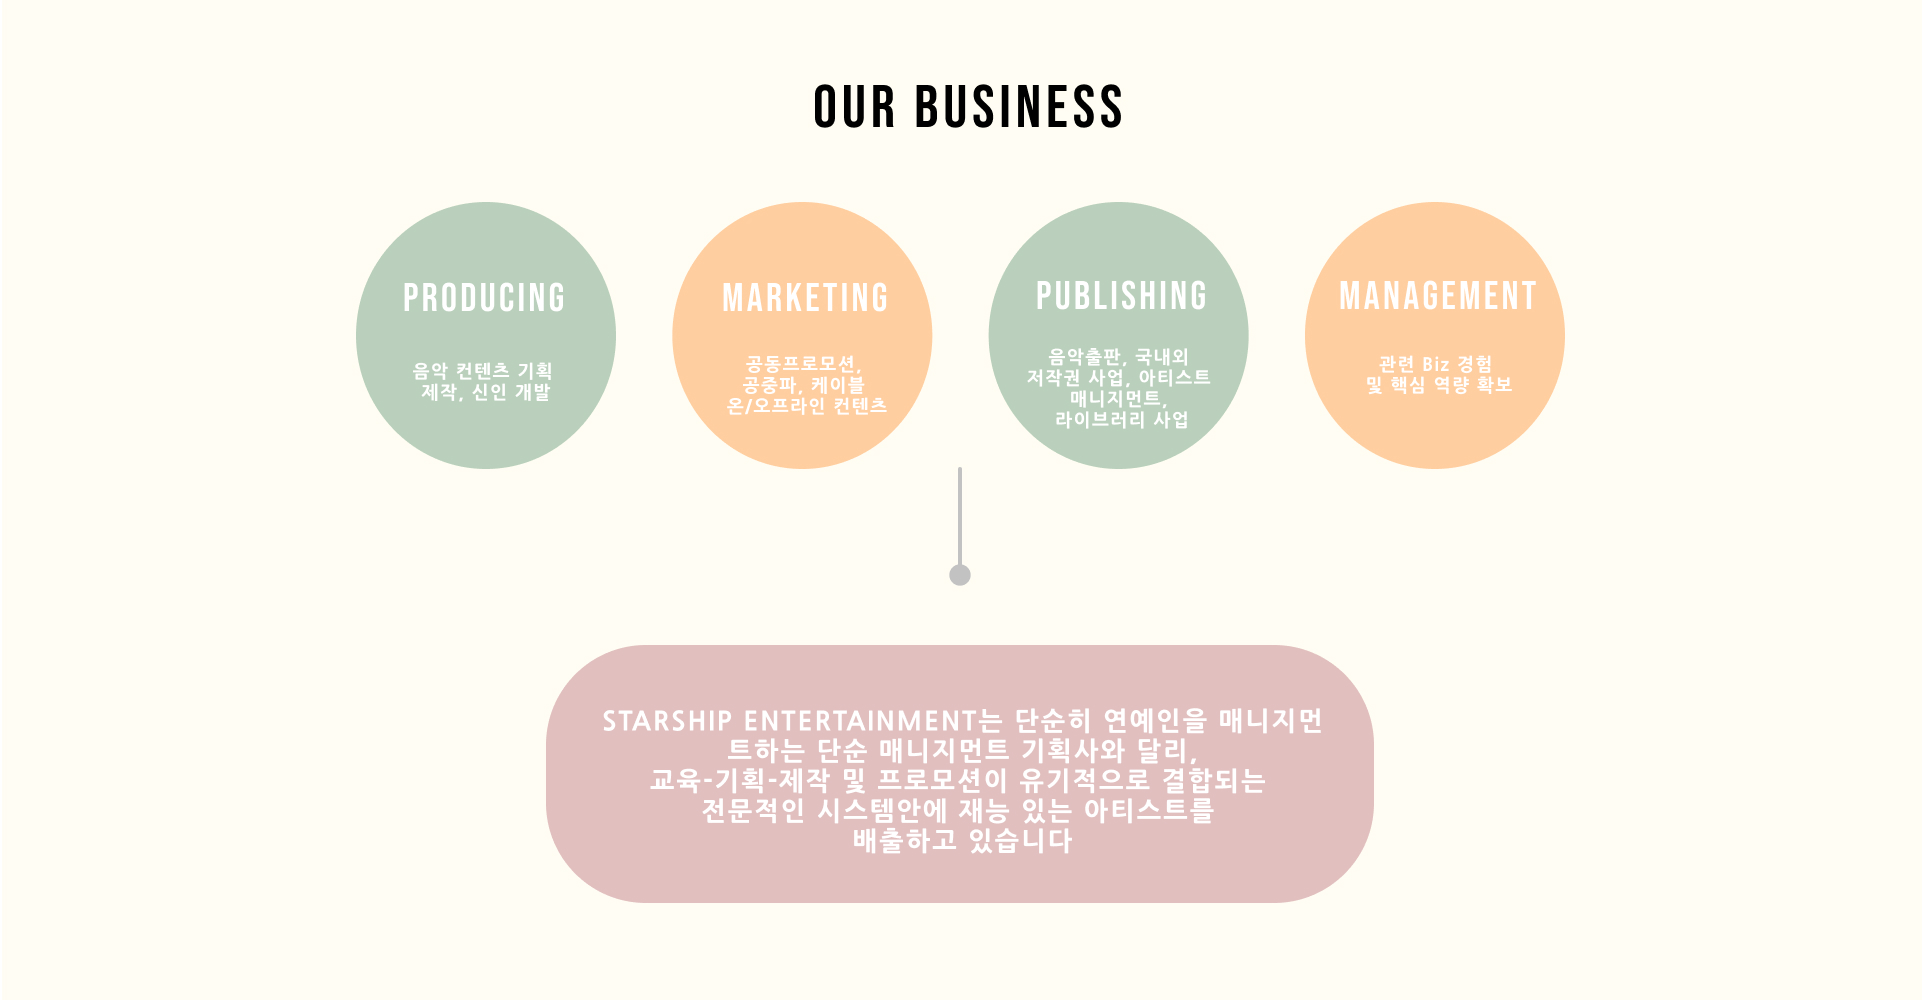 OUR BUSINESS
PRODUCING
음악 컨텐츠 기획
제작, 신인 개발
MARKETING
공동프로모션,
공중파, 케이블
온/오프라인 컨텐츠
PUBLISHING
음악출판, 국내외
저작권 사업, 아티스트
매니지먼트,
라이브러리 사업
MANAGEMENT
관련 Biz 경험
및 핵심 역량 확보
STARSHIP ENTERTAINMENT는 단순히 연예인을 매니지먼
트하는 단순 매니지먼트 기획사와 달리,
교육-기획-제작 및 프로모션이 유기적으로 결합되는
전문적인 시스템안에 재능 있는 아티스트를
배출하고 있습니다